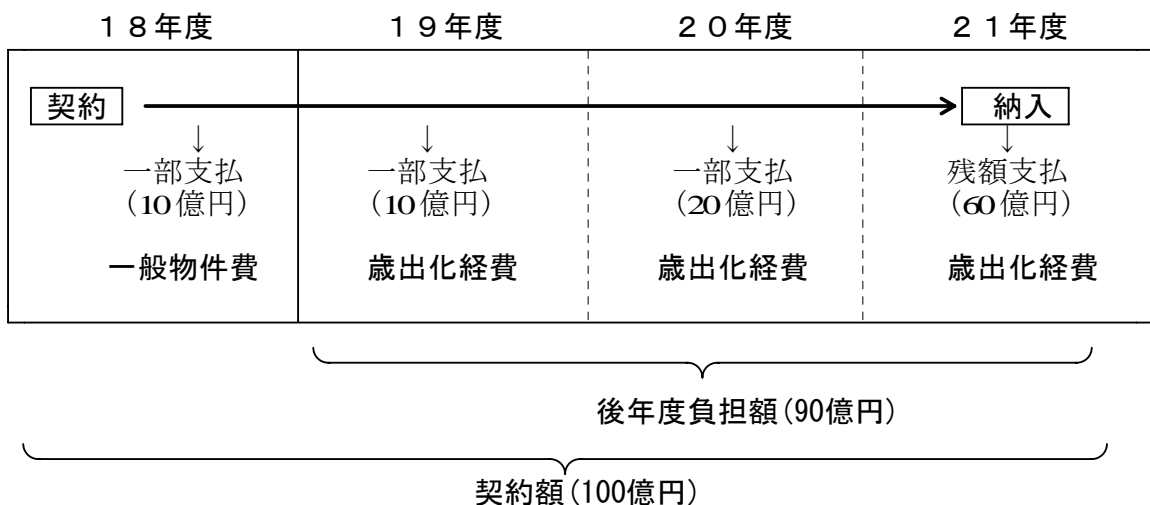 １８年度 １９年度 ２０年度 ２１年度
契約 納入
↓ ↓ ↓ ↓
一部支払 一部支払 一部支払 残額支払
（10億円） （10億円） （20億円） （60億円）
一般物件費 歳出化経費 歳出化経費 歳出化経費
後年度負担額(90億円)
契約額(100億円)